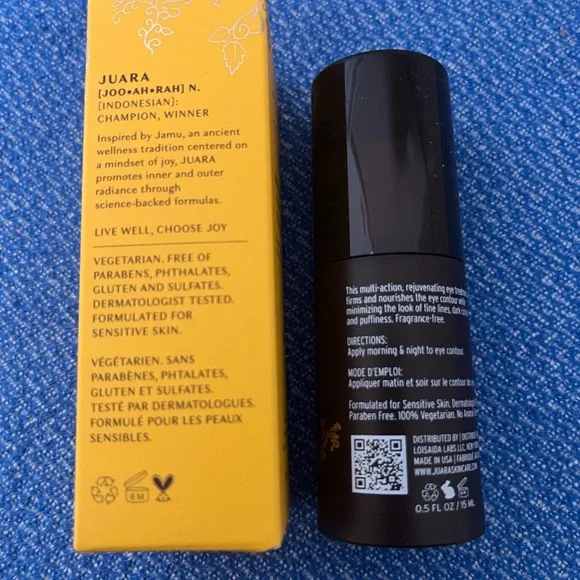 JUARA
[JOO•AH•RAH] N.
[INDONESIAN]:
CHAMPION, WINNER
Inspired by Jamu, an ancient
wellness tradition centered on
a mindset of joy, JUARA
promotes inner and outer
radiance through
science-backed formulas.
LIVE WELL, CHOOSE JOY
VEGETARIAN. FREE OF
PARABENS, PHTHALATES,
GLUTEN AND SULFATES.
DERMATOLOGIST TESTED.
FORMULATED FOR
SENSITIVE SKIN.
VÉGÉTARIEN. SANS
PARABÈNES, PHTALATES,
GLUTEN ET SULFATES.
TESTÉ PAR DERMATOLOGUES.
FORMULÉ POUR LES PEAUX
SENSIBLES.
6 M
This multi-action, rejuvenating eye
firms and nourishes the eye contour while
minimizing the look of fine lines, dark
and puffiness. Fragrance-free.
DIRECTIONS:
Apply morning & night to eye contour.
MODE D'EMPLOI:
Appliquer matin et soir sur le contour
Formulated for Sensitive Skin.
Paraben Free. 100% Vegetarian. No
DISTRIBUTED BY |
LOISAIDA LABS LLC,
MADE IN USA |
WWW.JUARASKINCARE.COM
0.5 FL OZ / 15 ML